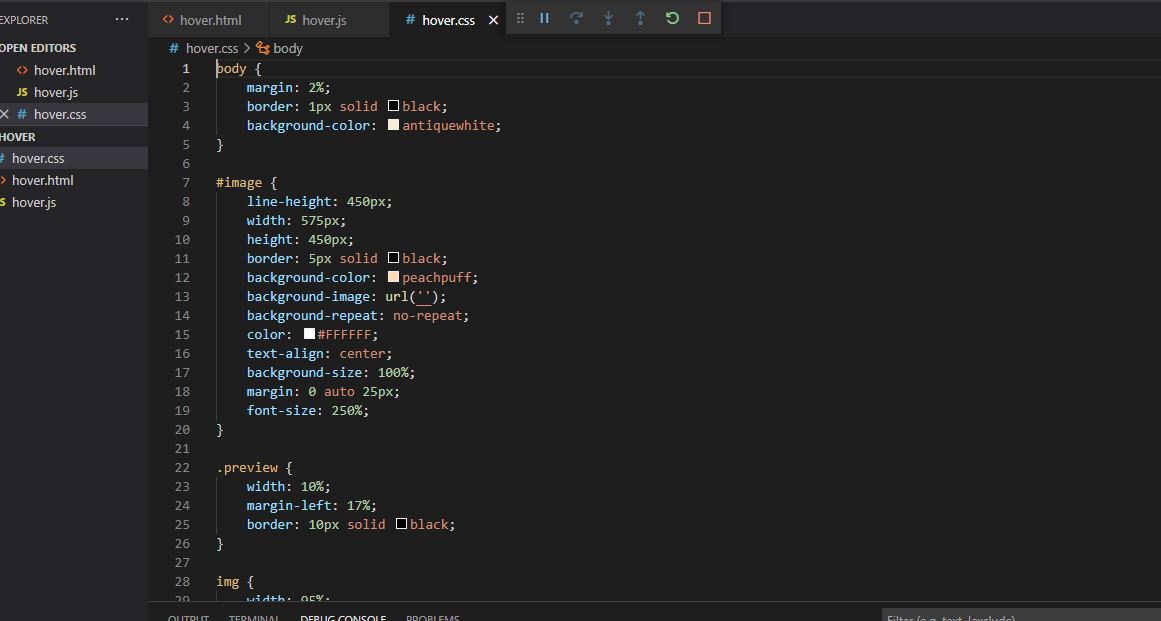 EXPLORER ...
hover.html
JS hover.js
# hover.css
OPEN EDITORS
hover.html
JS hover.js
# hover.css
HOVER
# hover.css
hover.html
hover.js
# hover.css > body
1 body {
2 margin: 2%;
3 border: 1px solid black;
4 background-color: antiquewhite;
5 }
6
7 #image {
8 line-height: 450px;
9 width: 575px;
10 height: 450px;
11 border: 5px solid black;
12 background-color: peachpuff;
13 background-image: url('');
14 background-repeat: no-repeat;
15 color: #FFFFFF;
16 text-align: center;
17 background-size: 100%;
18 margin: 0 auto 25px;
19 font-size: 250%;
20 }
21
22 .preview {
23 width: 10%;
24 margin-left: 17%;
25 border: 10px solid black;
26 }
27
28 img {
29 width: 95%;
OUTPUT TERMINAL DEBUG CONSOLE PROBLEMS
Filter (e.g. text, !exclude)